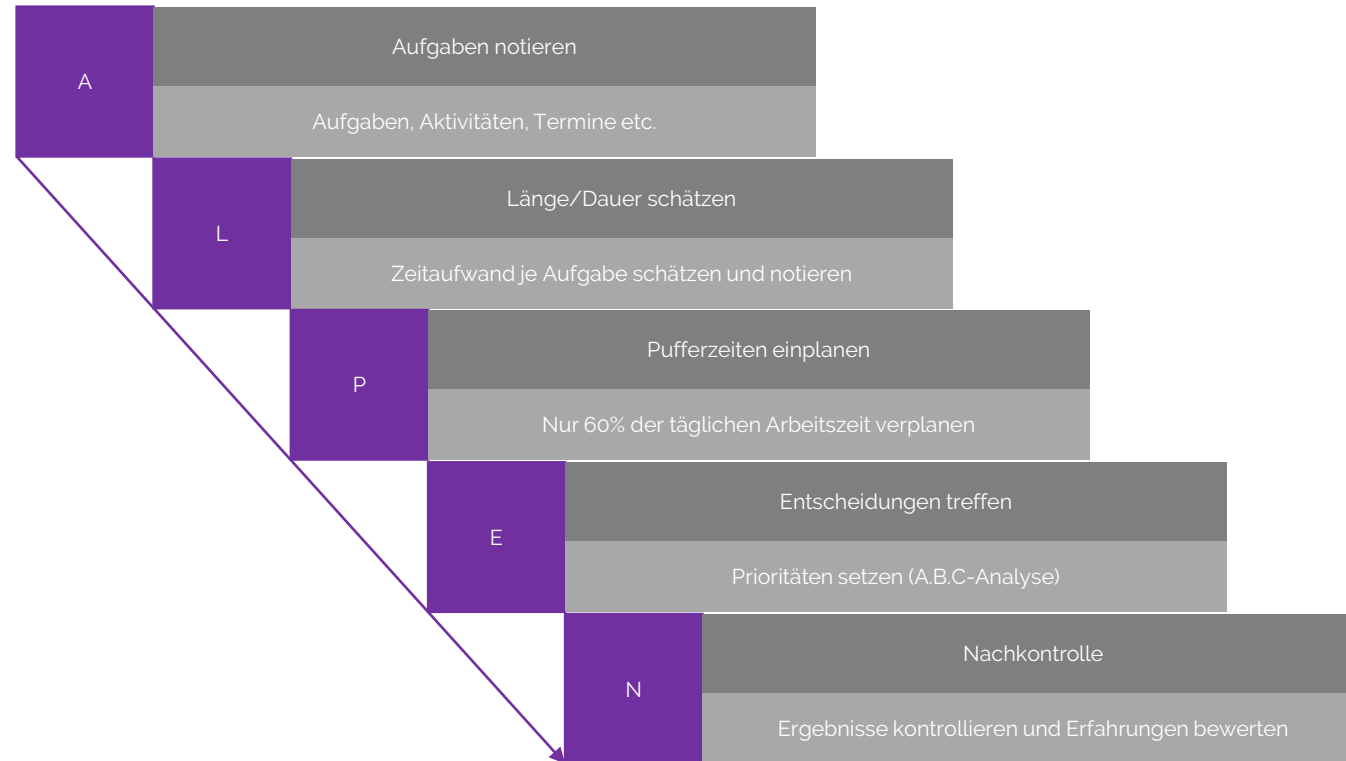 A
Aufgaben notieren
Aufgaben, Aktivitäten, Termine etc.
L
Länge/Dauer schätzen
Zeitaufwand je Aufgabe schätzen und notieren
P
Pufferzeiten einplanen
Nur 60% der täglichen Arbeitszeit verplanen
E
Entscheidungen treffen
Prioritäten setzen (A.B.C-Analyse)
N
Nachkontrolle
Ergebnisse kontrollieren und Erfahrungen bewerten